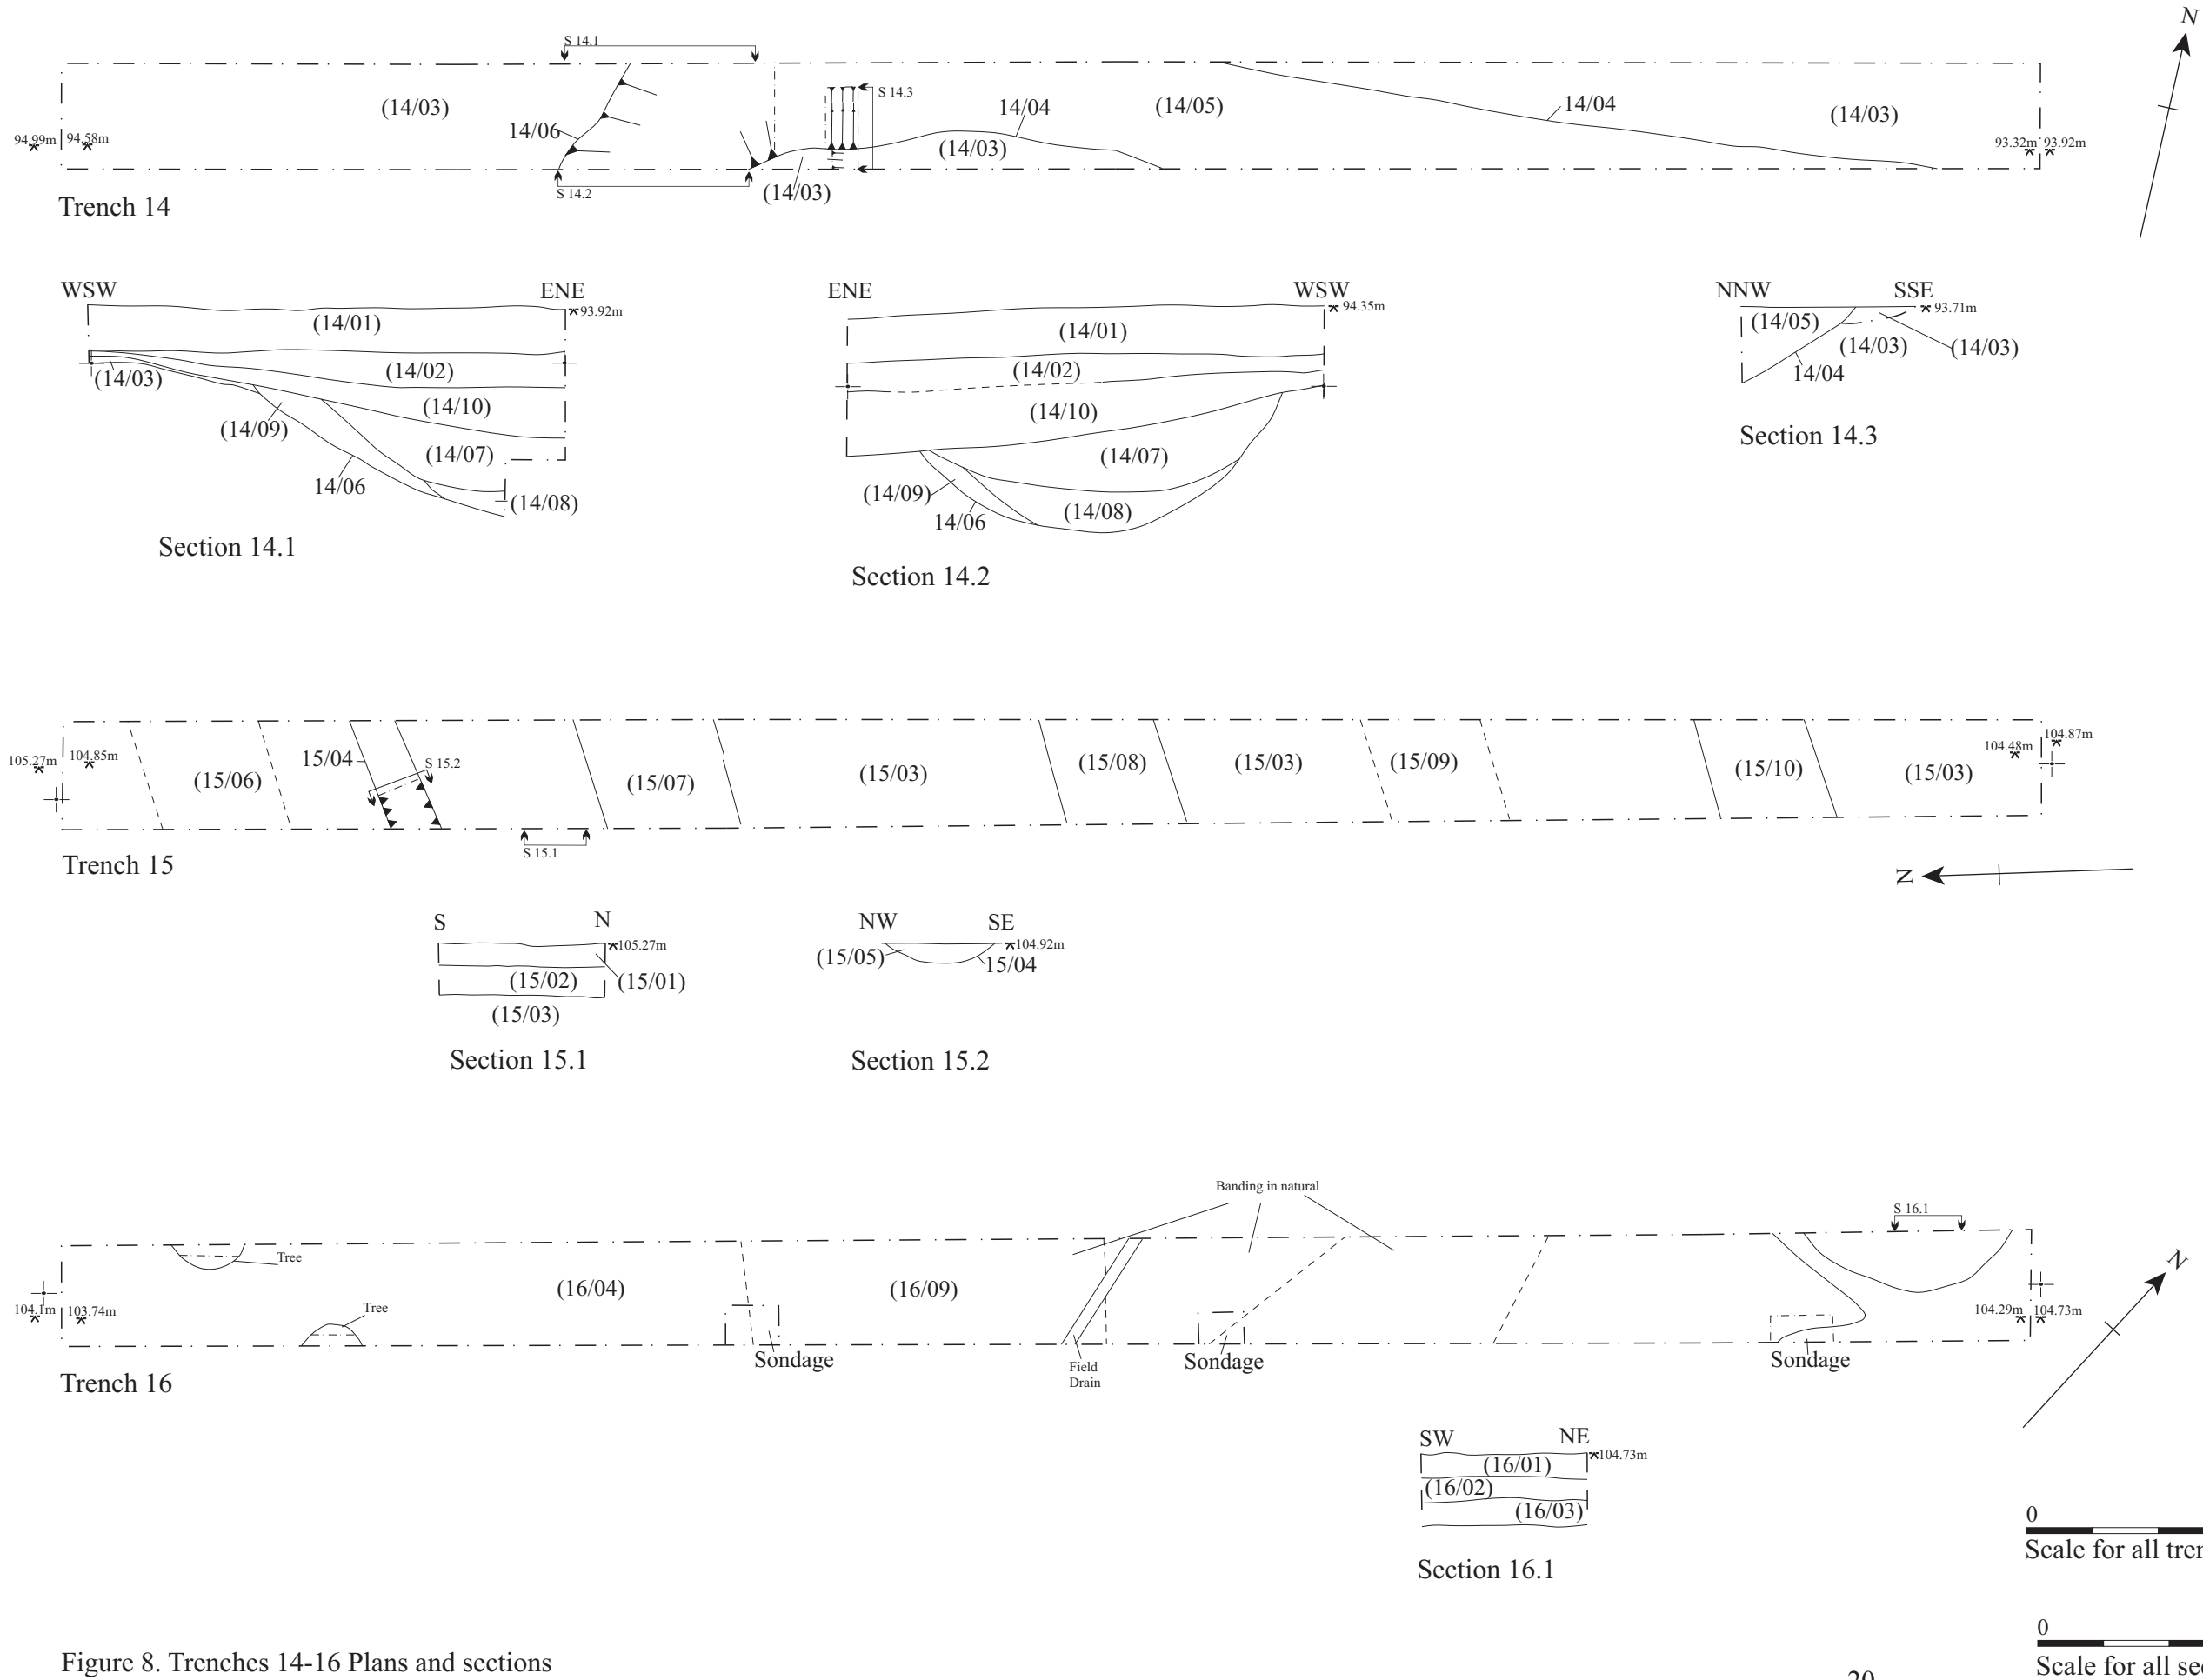 N
S 14.1
(14/03)
14/06
S 14.3
14/04
(14/05)
14/04
(14/03)
(14/03)
94.99m
94.58m
93.32m
93.92m
S 14.2
(14/03)
Trench 14
WSW
ENE
93.92m
(14/01)
(14/02)
(14/03)
(14/10)
(14/09)
(14/07)
14/06
(14/08)
Section 14.1
ENE
WSW
94.35m
(14/01)
(14/02)
(14/10)
(14/07)
(14/09)
14/06
(14/08)
Section 14.2
NNW
SSE
93.71m
(14/05)
(14/03)
(14/03)
14/04
Section 14.3
105.27m
104.85m
(15/06)
15/04
S 15.2
(15/07)
(15/03)
(15/08)
(15/03)
(15/09)
(15/10)
(15/03)
104.48m
104.87m
S 15.1
Trench 15
N
S
N
105.27m
(15/02)
(15/01)
(15/03)
Section 15.1
NW
SE
104.92m
(15/05)
15/04
Section 15.2
Banding in natural
S 16.1
Tree
Tree
(16/04)
(16/09)
104.1m
103.74m
104.29m
104.73m
N
Sondage
Field
Drain
Sondage
Sondage
Trench 16
SW
NE
104.73m
(16/01)
(16/02)
(16/03)
Section 16.1
0
Scale for all tren
0
Scale for all sec
Figure 8. Trenches 14-16 Plans and sections
20